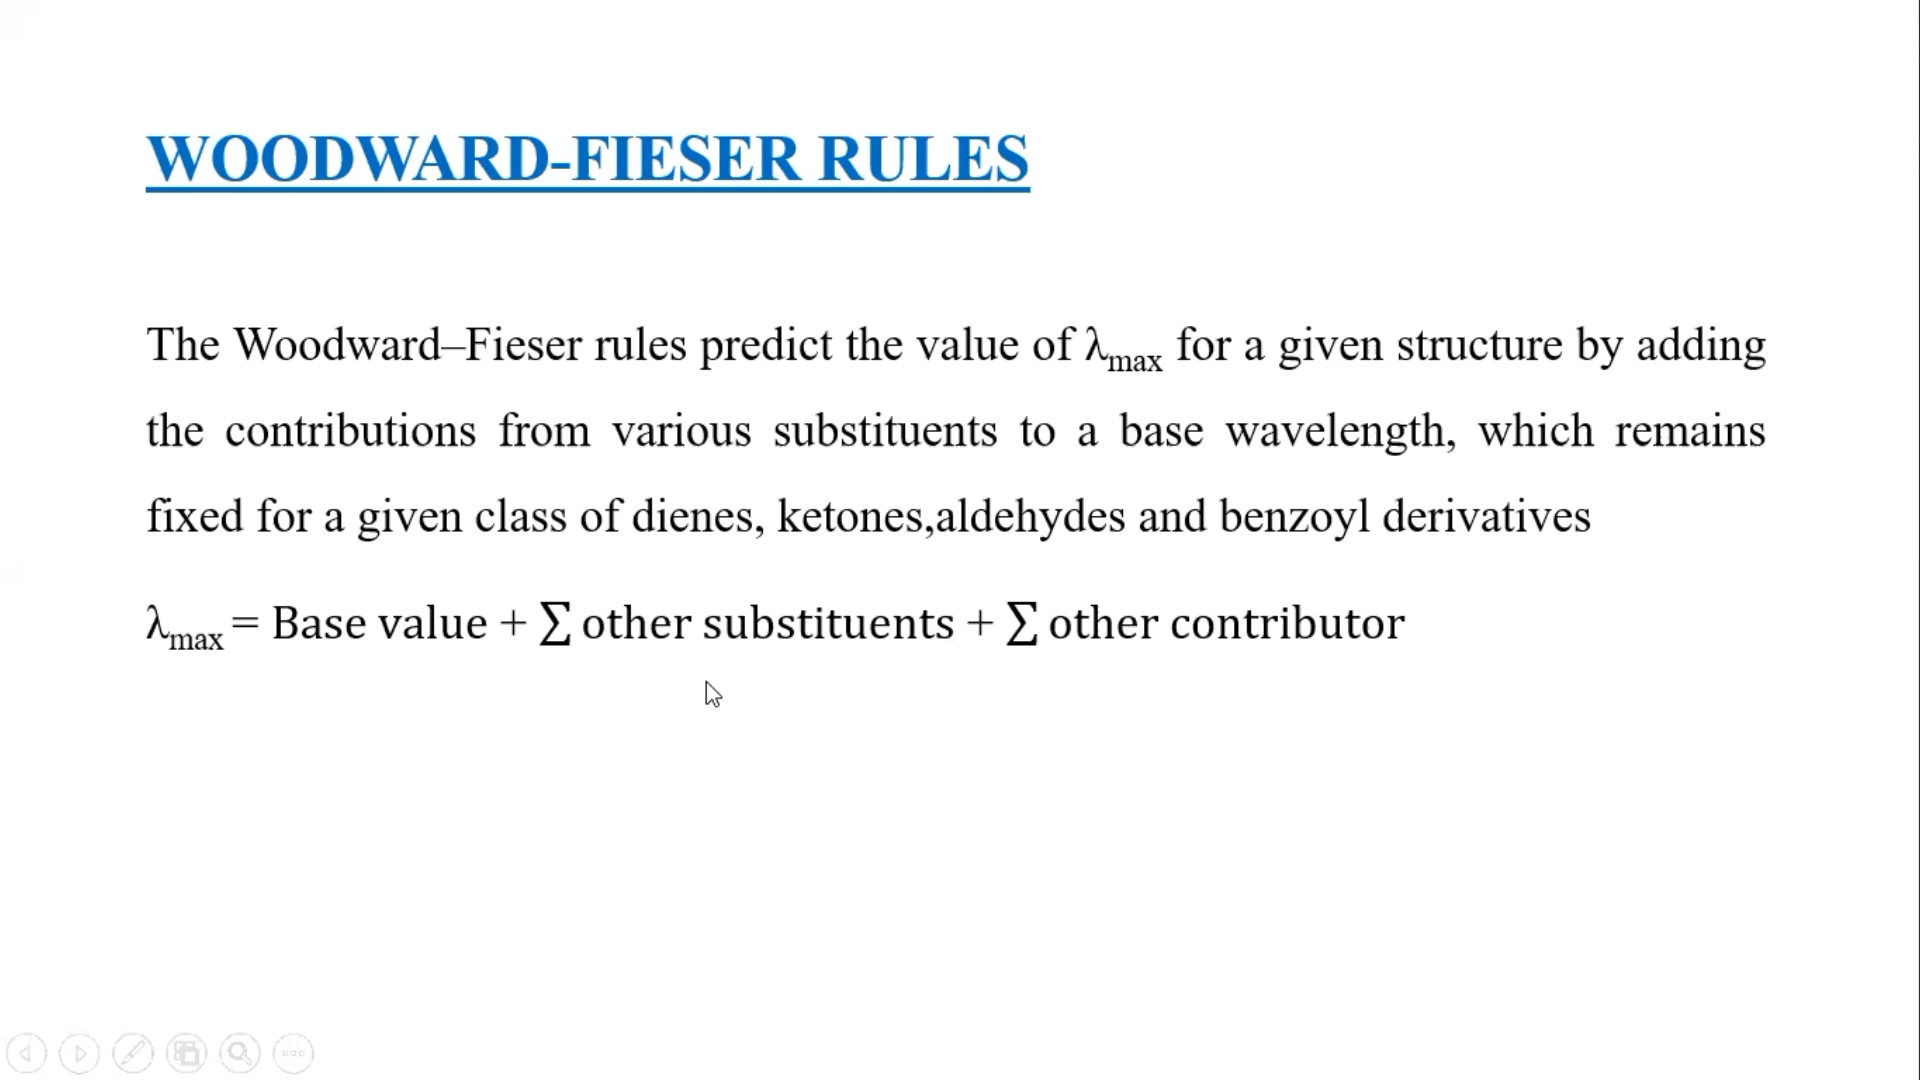 WOODWARD-FIESER RULES
The Woodward–Fieser rules predict the value of λmax for a given structure by adding
the contributions from various substituents to a base wavelength, which remains
fixed for a given class of dienes, ketones,aldehydes and benzoyl derivatives
λmax = Base value + ∑ other substituents + ∑ other contributor